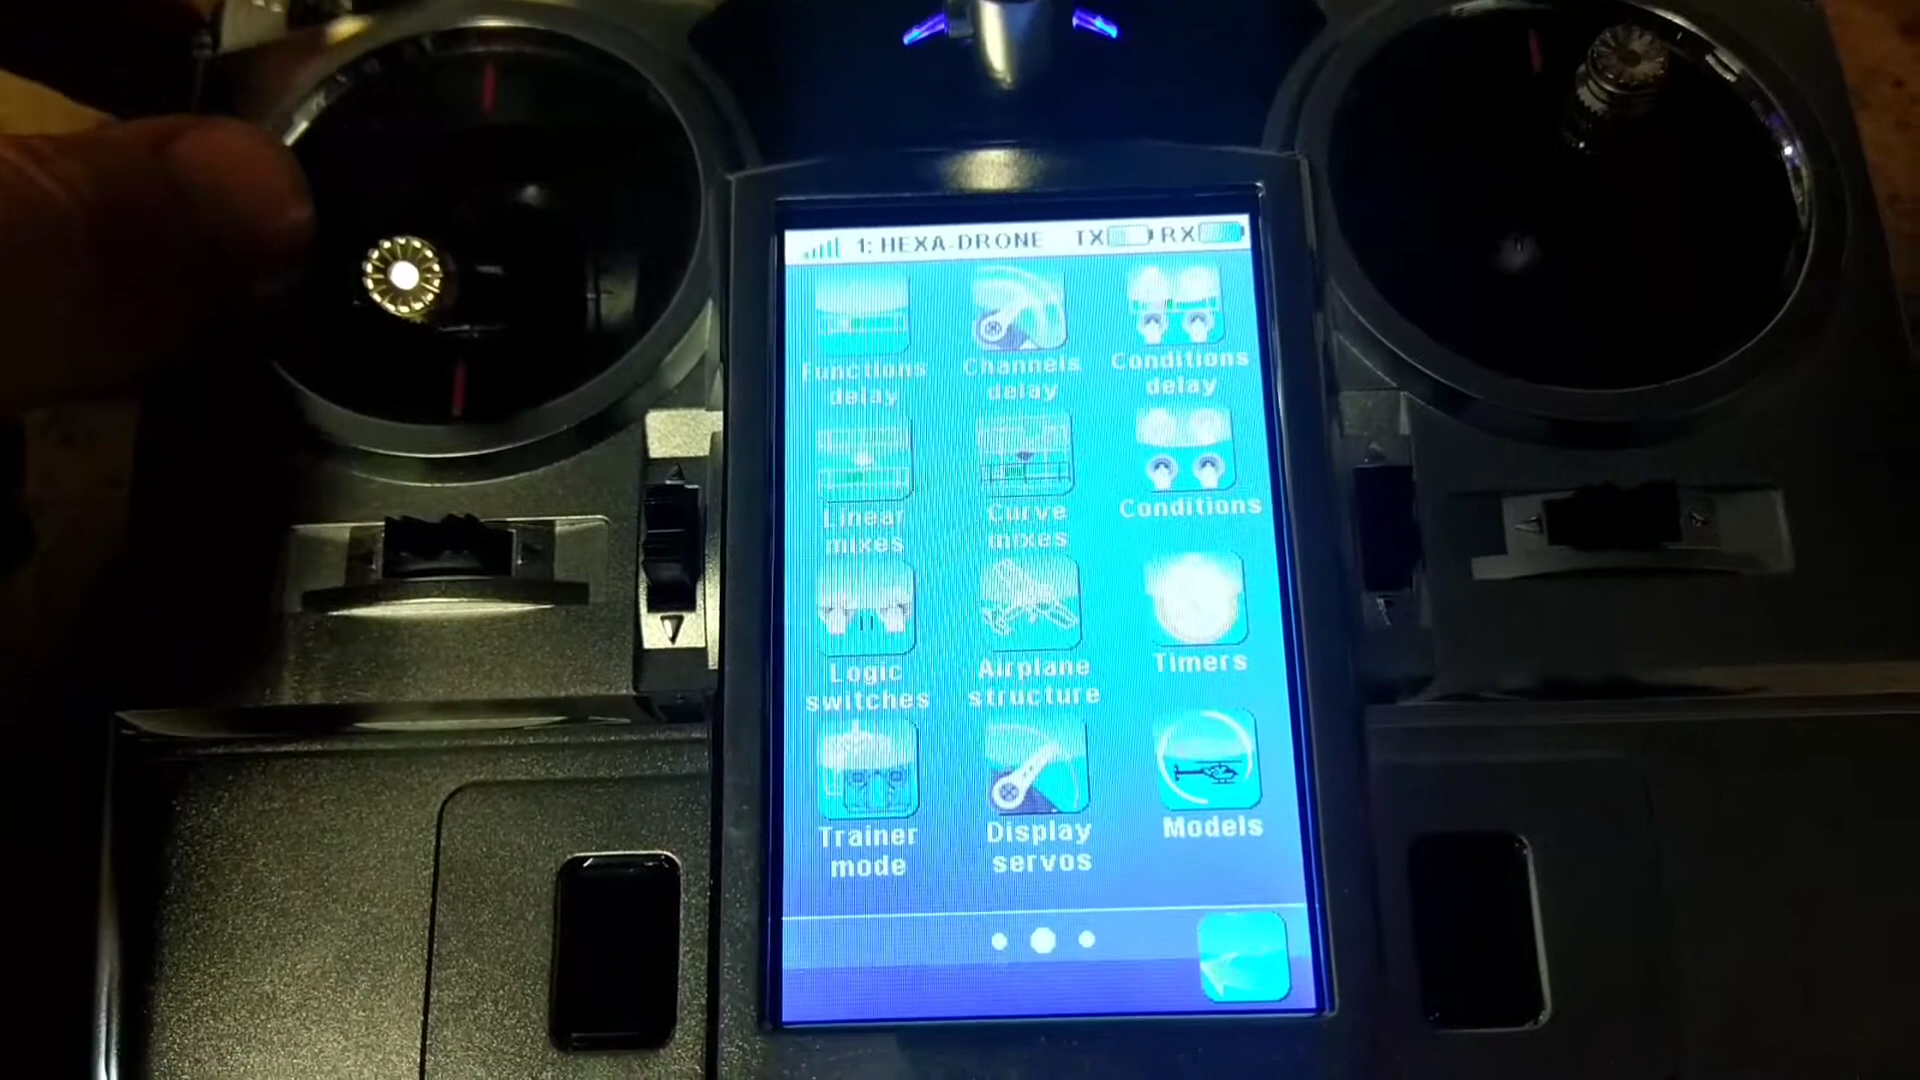 1: HEXA-DRONE TX RX
Functions delay
Channels delay
Conditions delay
Linear mixes
Curve mixes
Conditions
Logic switches
Airplane structure
Timers
Trainer mode
Display servos
Models